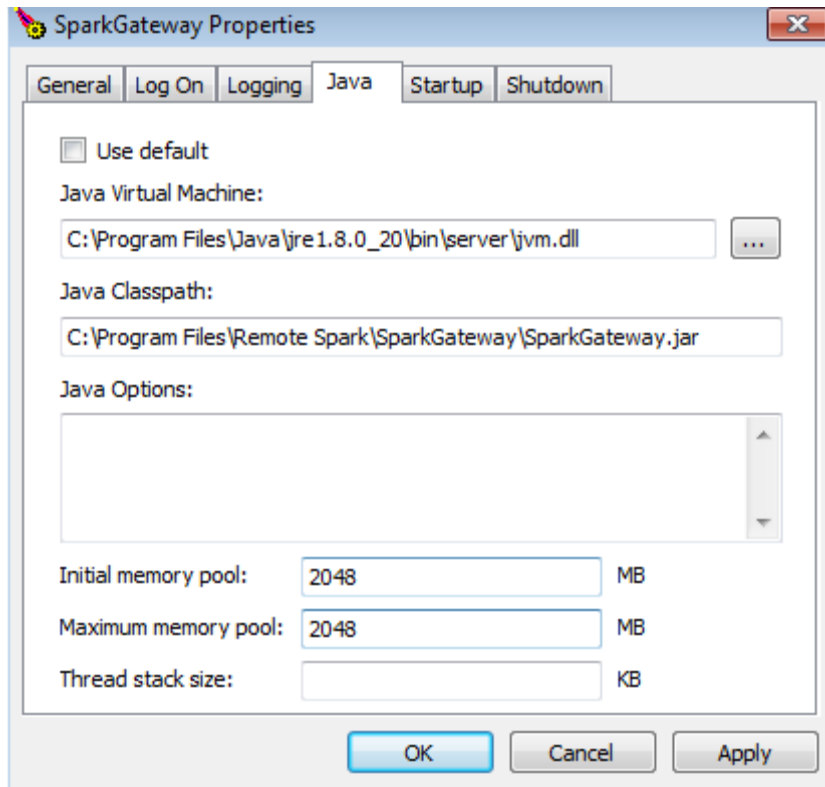 SparkGateway Properties
General Log On Logging Java Startup Shutdown
Use default
Java Virtual Machine:
C:\Program Files\Java\jre1.8.0_20\bin\server\jvm.dll ...
Java Classpath:
C:\Program Files\Remote Spark\SparkGateway\SparkGateway.jar
Java Options:
Initial memory pool: 2048 MB
Maximum memory pool: 2048 MB
Thread stack size: KB
OK Cancel Apply